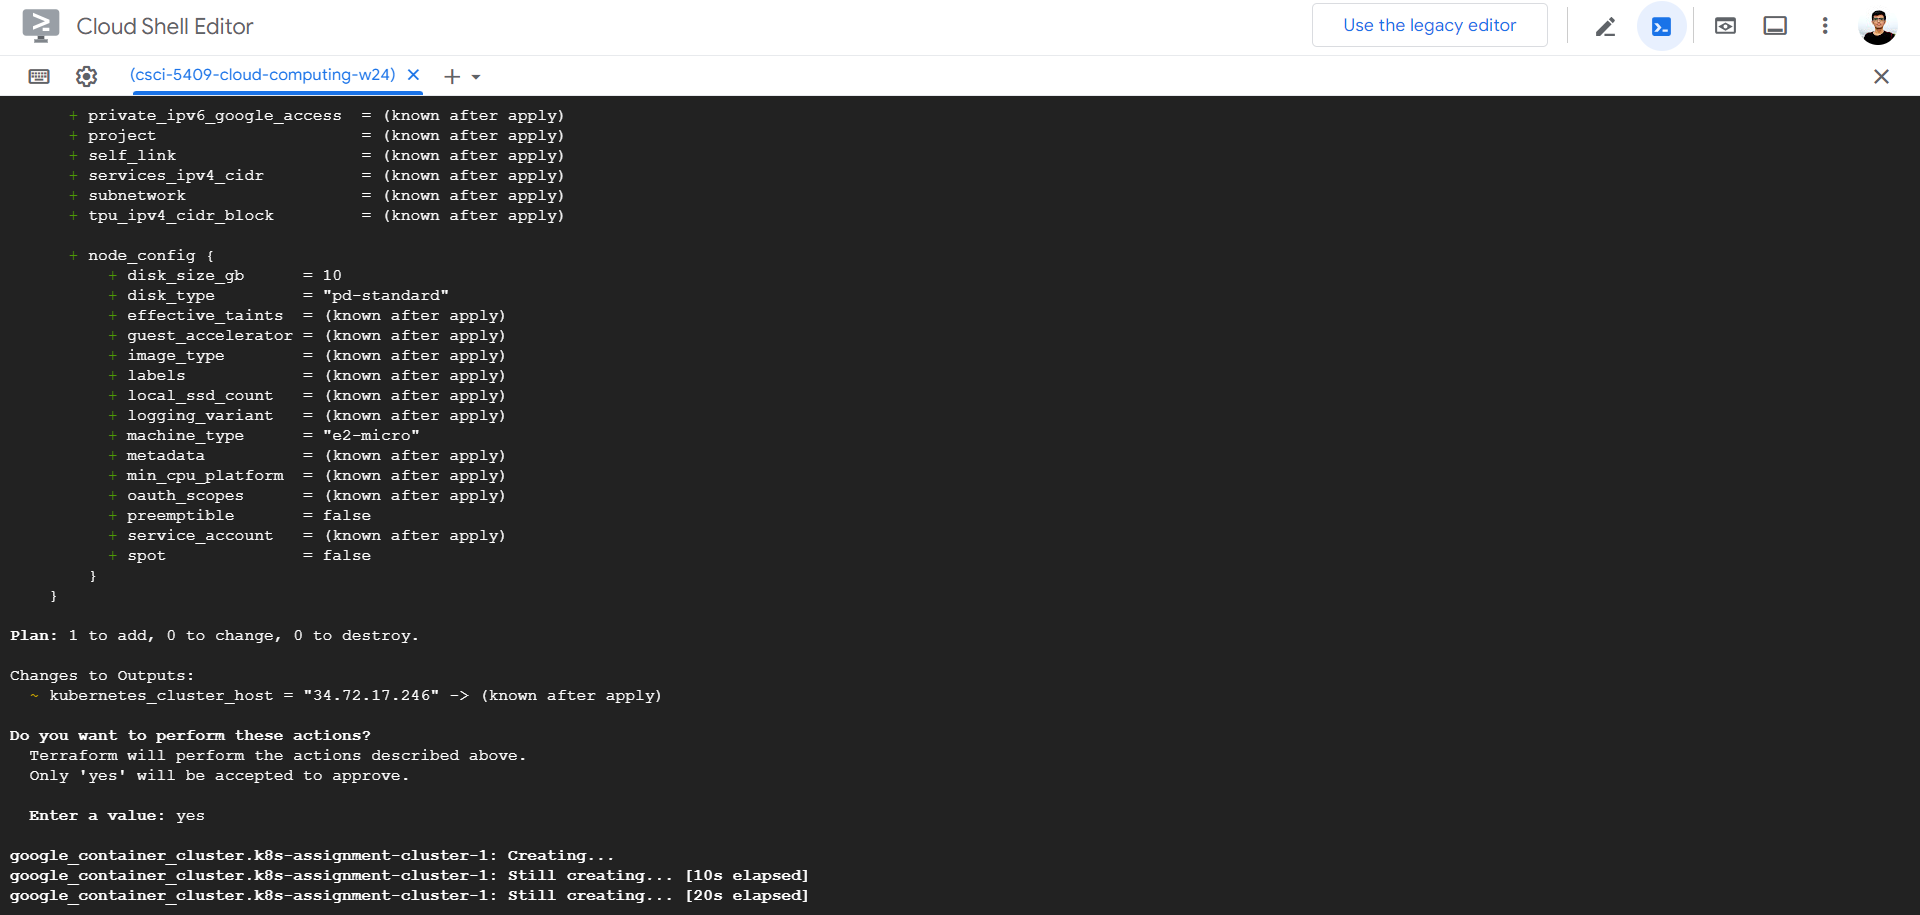 Cloud Shell Editor
Use the legacy editor
(csci-5409-cloud-computing-w24)
+ private_ipv6_google_access  = (known after apply)
+ project                     = (known after apply)
+ self_link                   = (known after apply)
+ services_ipv4_cidr          = (known after apply)
+ subnetwork                  = (known after apply)
+ tpu_ipv4_cidr_block         = (known after apply)
+ node_config {
+ disk_size_gb      = 10
+ disk_type         = "pd-standard"
+ effective_taints  = (known after apply)
+ guest_accelerator = (known after apply)
+ image_type        = (known after apply)
+ labels            = (known after apply)
+ local_ssd_count   = (known after apply)
+ logging_variant   = (known after apply)
+ machine_type      = "e2-micro"
+ metadata          = (known after apply)
+ min_cpu_platform  = (known after apply)
+ oauth_scopes      = (known after apply)
+ preemptible       = false
+ service_account   = (known after apply)
+ spot              = false
}
}
Plan: 1 to add, 0 to change, 0 to destroy.
Changes to Outputs:
~ kubernetes_cluster_host = "34.72.17.246" -> (known after apply)
Do you want to perform these actions?
Terraform will perform the actions described above.
Only 'yes' will be accepted to approve.
Enter a value: yes
google_container_cluster.k8s-assignment-cluster-1: Creating...
google_container_cluster.k8s-assignment-cluster-1: Still creating... [10s elapsed]
google_container_cluster.k8s-assignment-cluster-1: Still creating... [20s elapsed]